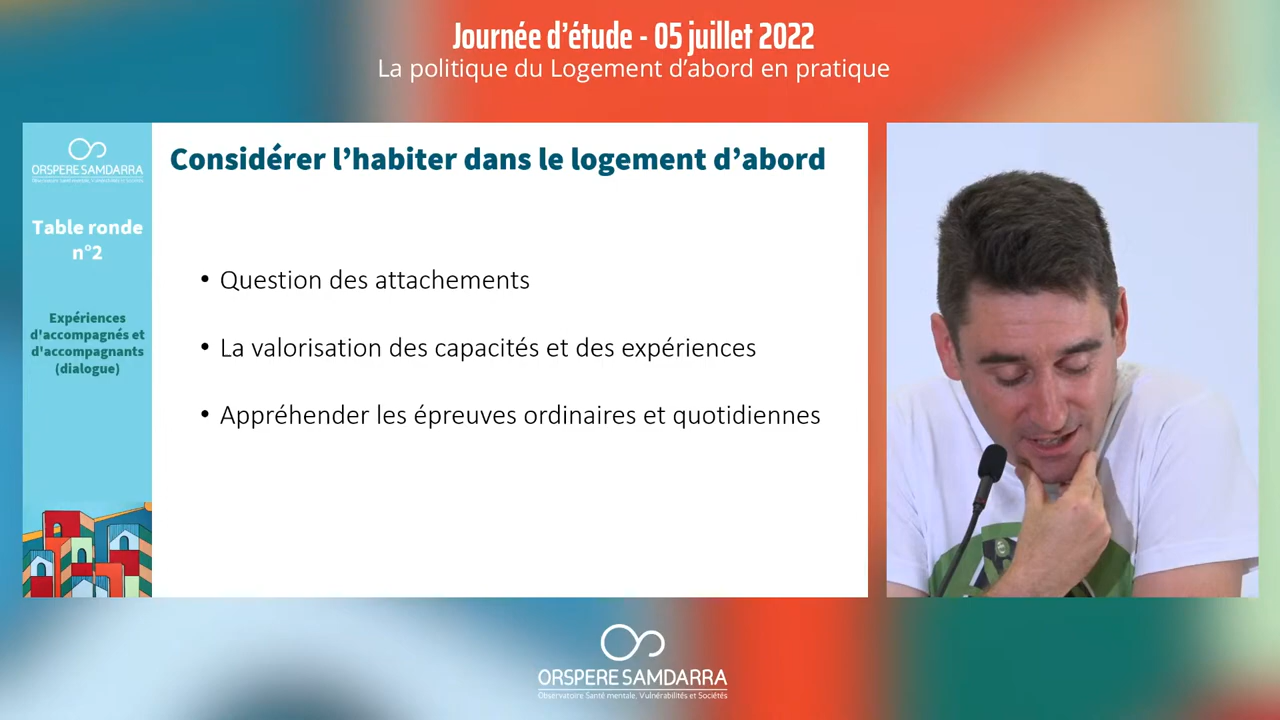 Journée d'étude - 05 juillet 2022
La politique du Logement d'abord en pratique
ORSPERE SAMDARRA
Table ronde
n°2
Expériences
d'accompagnés et
d'accompagnants
(dialogue)
Considérer l'habiter dans le logement d'abord
• Question des attachements
• La valorisation des capacités et des expériences
• Appréhender les épreuves ordinaires et quotidiennes
ORSPERE SAMDARRA
Observatoire Santé mentale, Vulnérabilités et Sociétés